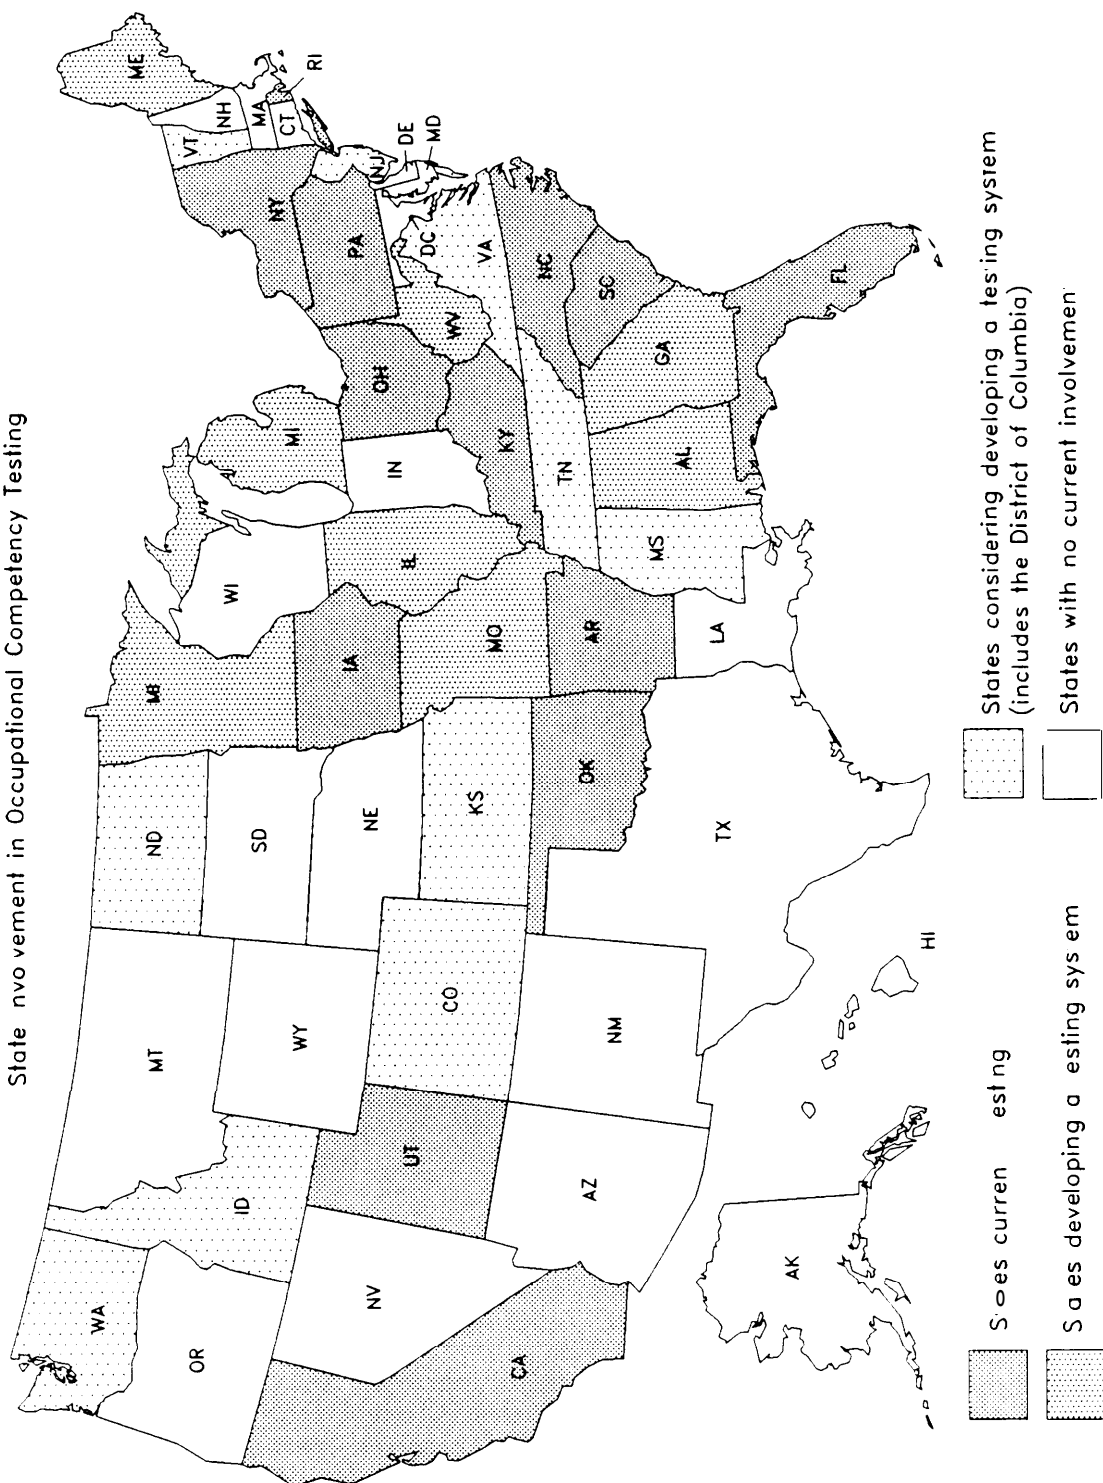 State nvo vement in Occupational Competency Testing
WA
OR
CA
NV
ID
MT
WY
UT
AZ
CO
NM
ND
SD
NE
KS
OK
TX
IA
MO
AR
LA
WI
IL
MI
IN
OH
KY
TN
MS
AL
GA
FL
SC
NC
VA
WV
DC
MD
DE
PA
NJ
NY
CT
RI
MA
VT
NH
ME
AK
HI
S es curren est ng
S a es developing a esting sys em
States considering developing a tes ing system
(includes the District of Columbia)
States with no current involvemen